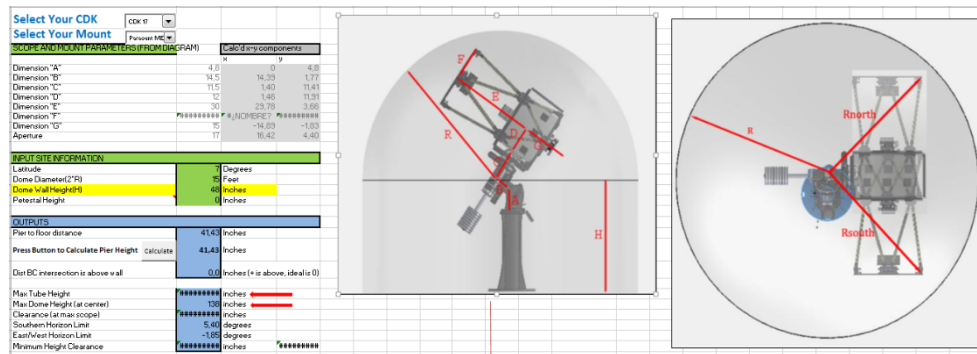 Select Your CDK CDK 17
Select Your Mount Paramt ME
SCOPE AND MOUNT PARAMETERS (FROM DIAGRAM) Calc'd x-y components
x y
Dimension "A" 4,8 0 4,8
Dimension "B" 14,5 14,39 1,77
Dimension "C" 11,5 1,40 11,41
Dimension "D" 12 1,46 11,91
Dimension "E" 30 29,78 3,66
Dimension "F" ######## #¿NOMBRE? ########
Dimension "G" 15 -14,89 -1,83
Aperture 17 16,42 4,40
INPUT SITE INFORMATION
Latitude 7 Degrees
Dome Diameter(2*R) 15 Feet
Dome Wall Height(H) 48 Inches
Petestal Height 0 Inches
OUTPUTS
Pier to floor distance 41,43 Inches
Press Button to Calculate Pier Height Calculate 41,43 Inches
Dist BC intersection is above wall 0,0 Inches (+ is above, ideal is 0)
Max Tube Height ######## inches
Max Dome Height (at center) 138 inches
Clearance (at max scope) ######## inches
Southern Horizon Limit 5,40 degrees
East/West Horizon Limit -1,85 degrees
Minimum Height Clearance ######## inches ########
F
E
R
D
G
C
B
A
H
R
Rnorth
Rsouth